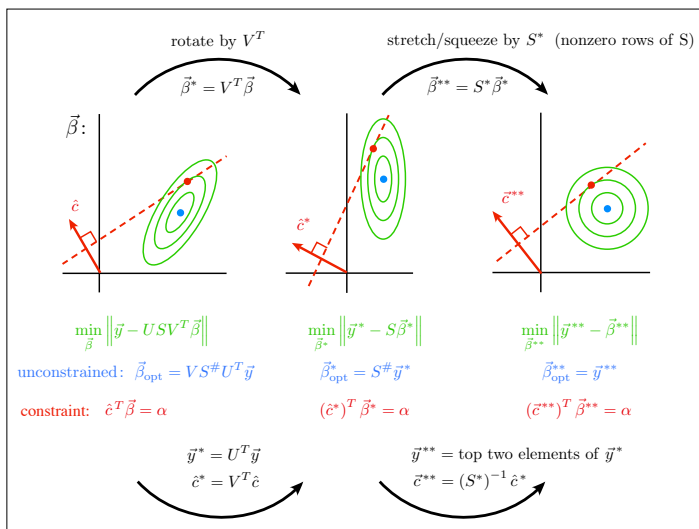 rotate by V^T
stretch/squeeze by S* (nonzero rows of S)
β⃗* = V^T β⃗
β⃗** = S* β⃗*
β⃗:
ĉ
ĉ*
c⃗**
min_β⃗ ‖y⃗ − USV^T β⃗‖
min_β⃗* ‖y⃗* − Sβ⃗*‖
min_β⃗** ‖y⃗** − β⃗**‖
unconstrained: β⃗_opt = VS^# U^T y⃗
β⃗*_opt = S^# y⃗*
β⃗**_opt = y⃗**
constraint: ĉ^T β⃗ = α
(ĉ*)^T β⃗* = α
(c⃗**)^T β⃗** = α
y⃗* = U^T y⃗
ĉ* = V^T ĉ
y⃗** = top two elements of y⃗*
c⃗** = (S*)^−1 ĉ*